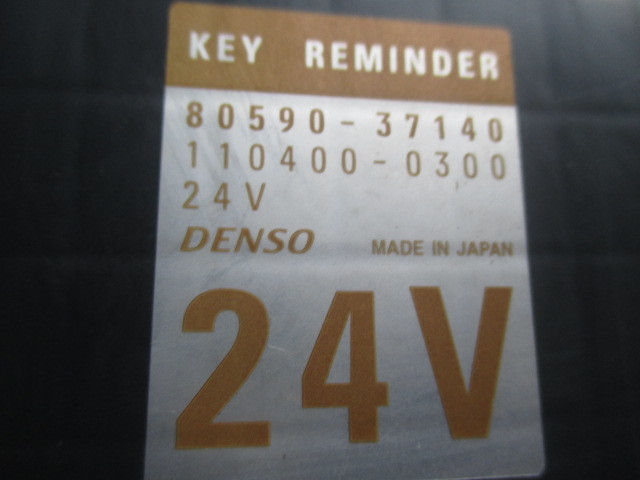 KEY REMINDER
80590-37140
110400-0300
24V
DENSO MADE IN JAPAN
24V